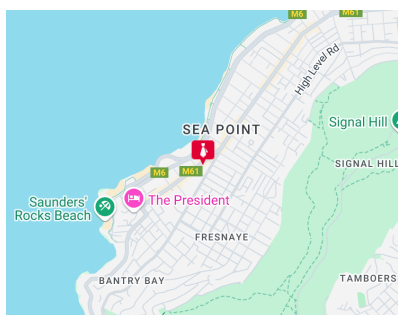 M6
M61
High Level Rd
SEA POINT
Signal Hill
SIGNAL HILL
M6
M61
Saunders'
Rocks Beach
The President
FRESNAYE
BANTRY BAY
TAMBOERS